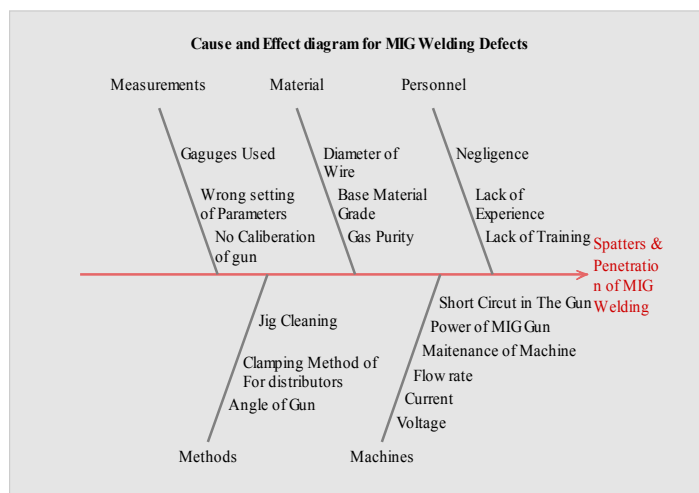 Cause and Effect diagram for MIG Welding Defects
Measurements
Material
Personnel
Gaguges Used
Wrong setting
of Parameters
No Caliberation
of gun
Diameter of
Wire
Base Material
Grade
Gas Purity
Negligence
Lack of
Experience
Lack of Training
Spatters &
Penetratio
n of MIG
Welding
Jig Cleaning
Clamping Method of
For distributors
Angle of Gun
Methods
Short Circut in The Gun
Power of MIG Gun
Maitenance of Machine
Flow rate
Current
Voltage
Machines